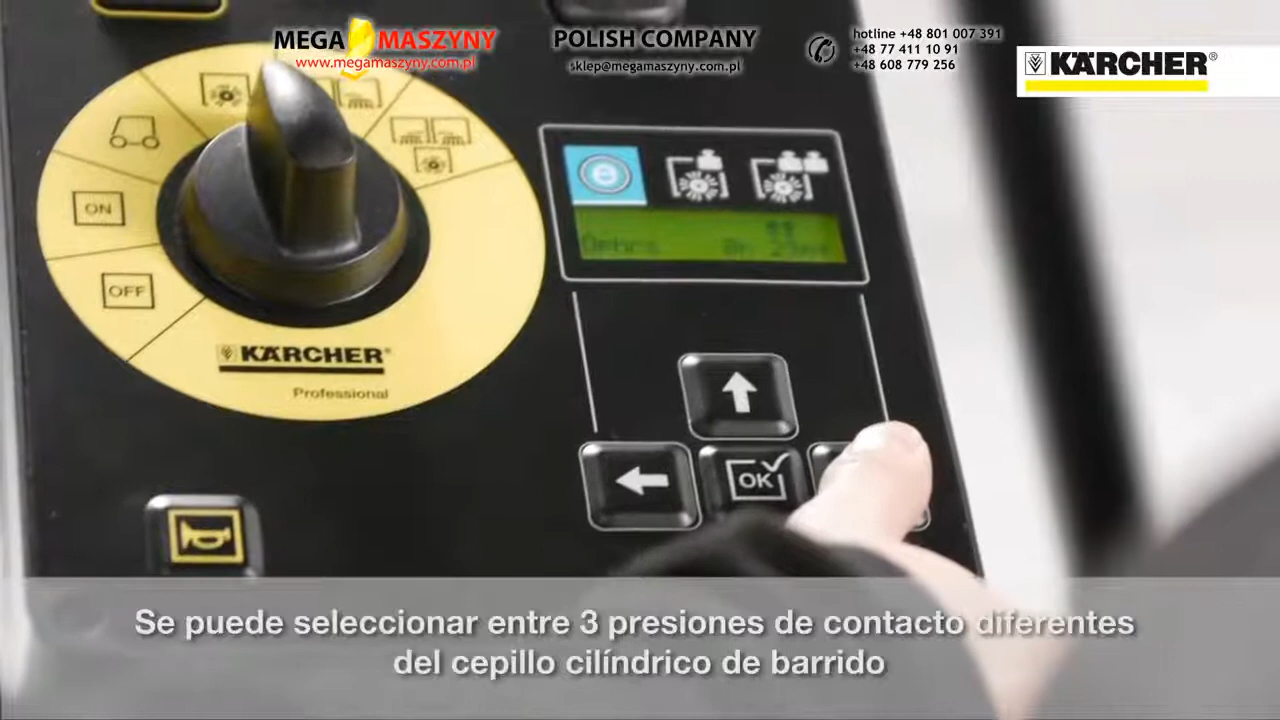 MEGA MASZYNY
www.megamaszyny.com.pl
POLISH COMPANY
sklep@megamaszyny.com.pl
hotline +48 801 007 391
+48 77 411 10 91
+48 608 779 256
KÄRCHER®
ON
OFF
KÄRCHER®
Professional
OK
Se puede seleccionar entre 3 presiones de contacto diferentes
del cepillo cilíndrico de barrido